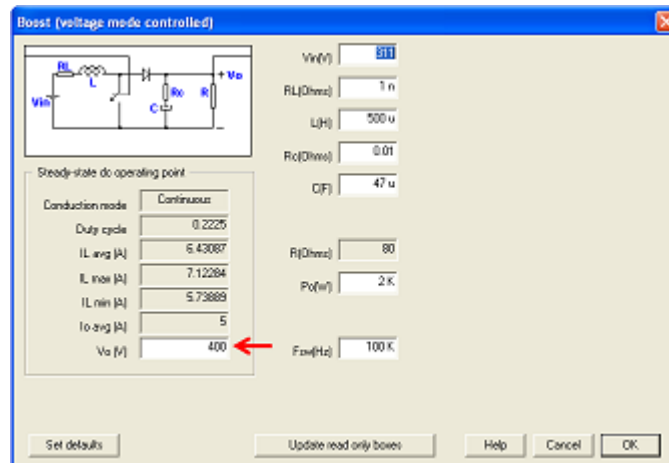 Boost (voltage mode controlled)
RL
L
Vin
C
Rc
R
+ Vo
-
Vin(V) 311
RL(Ohms) 1 n
L(H) 500 u
Rc(Ohms) 0.01
C(F) 47 u
R(Ohms) 80
Po(W) 2 K
Fsw(Hz) 100 K
Steady-state dc operating point
Conduction mode Continuous
Duty cycle 0.2225
IL avg (A) 6.43087
IL max (A) 7.12284
IL min (A) 5.73889
Io avg (A) 5
Vo (V) 400
Set defaults
Update read only boxes
Help
Cancel
OK